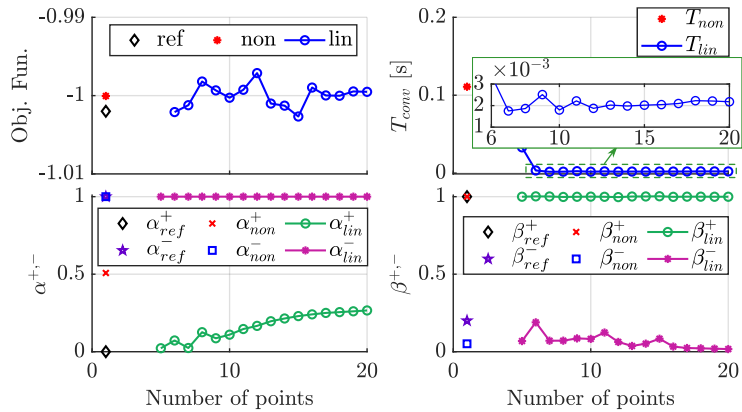 -0.99
-1
-1.01
Obj. Fun.
ref non lin
0.2
0.1
0
T_conv [s]
T_non
T_lin
×10^-3
3
2
1
6 10 15 20
1
0.5
0
α^+,-
α^+_ref α^+_non α^+_lin
α^-_ref α^-_non α^-_lin
0 10 20
Number of points
1
0.5
0
β^+,-
β^+_ref β^+_non β^+_lin
β^-_ref β^-_non β^-_lin
0 10 20
Number of points